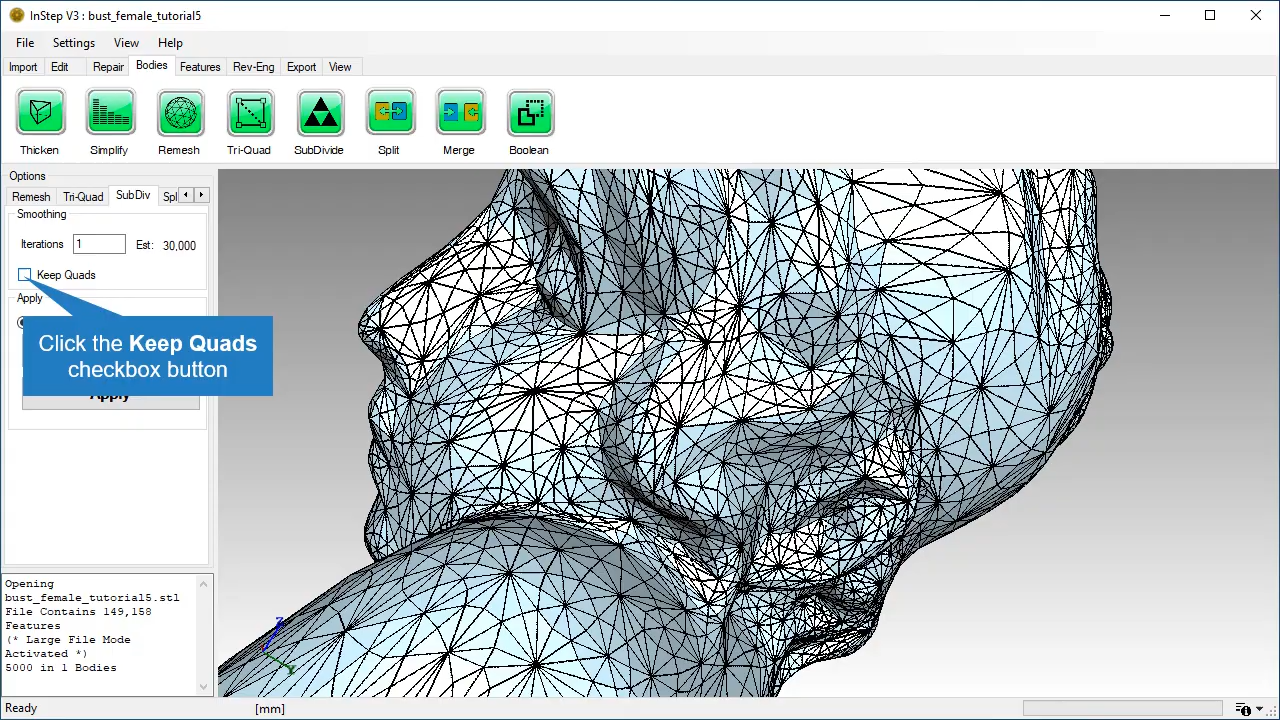 InStep V3 : bust_female_tutorial5
File Settings View Help
Import Edit Repair Bodies Features Rev-Eng Export View
Thicken Simplify Remesh Tri-Quad SubDivide Split Merge Boolean
Options
Remesh Tri-Quad SubDiv Spl
Smoothing
Iterations 1 Est: 30,000
Keep Quads
Apply
Click the Keep Quads
checkbox button
Apply
Opening
bust_female_tutorial5.stl
File Contains 149,158
Features
(* Large File Mode
Activated *)
5000 in 1 Bodies
Z
Ready [mm]